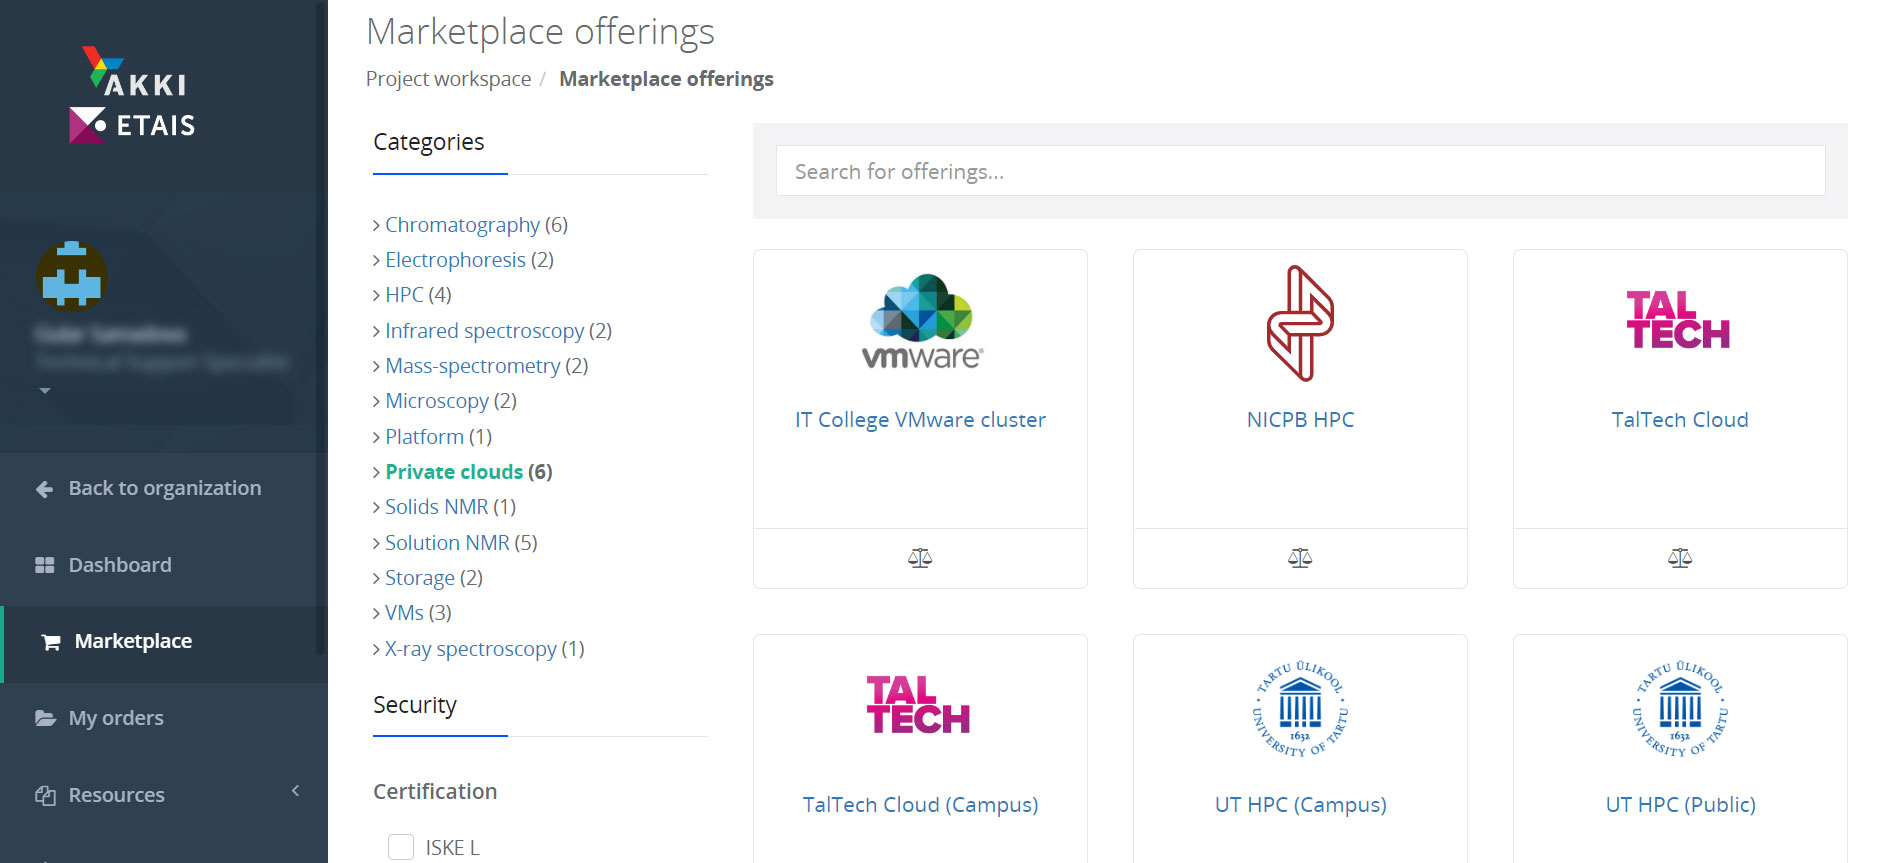 AKKI
ETAIS
Back to organization
Dashboard
Marketplace
My orders
Resources
Marketplace offerings
Project workspace / Marketplace offerings
Categories
Chromatography (6)
Electrophoresis (2)
HPC (4)
Infrared spectroscopy (2)
Mass-spectrometry (2)
Microscopy (2)
Platform (1)
Private clouds (6)
Solids NMR (1)
Solution NMR (5)
Storage (2)
VMs (3)
X-ray spectroscopy (1)
Security
Certification
ISKE L
Search for offerings...
vmware®
IT College VMware cluster
NICPB HPC
TAL
TECH
TalTech Cloud
TAL
TECH
TalTech Cloud (Campus)
TARTU ÜLIKOOL
1632
UNIVERSITY OF TARTU
UT HPC (Campus)
TARTU ÜLIKOOL
1632
UNIVERSITY OF TARTU
UT HPC (Public)